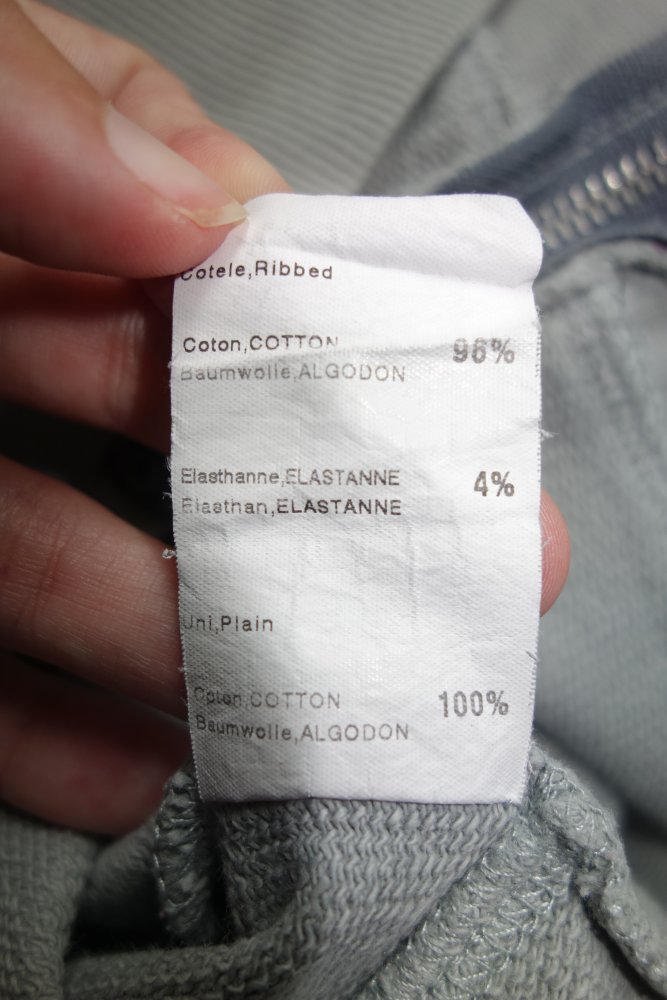 Cotele,Ribbed
Coton,COTTON 96%
Baumwolle,ALGODON
Elasthanne,ELASTANNE 4%
Elasthan,ELASTANNE
Uni,Plain
Coton,COTTON 100%
Baumwolle,ALGODON